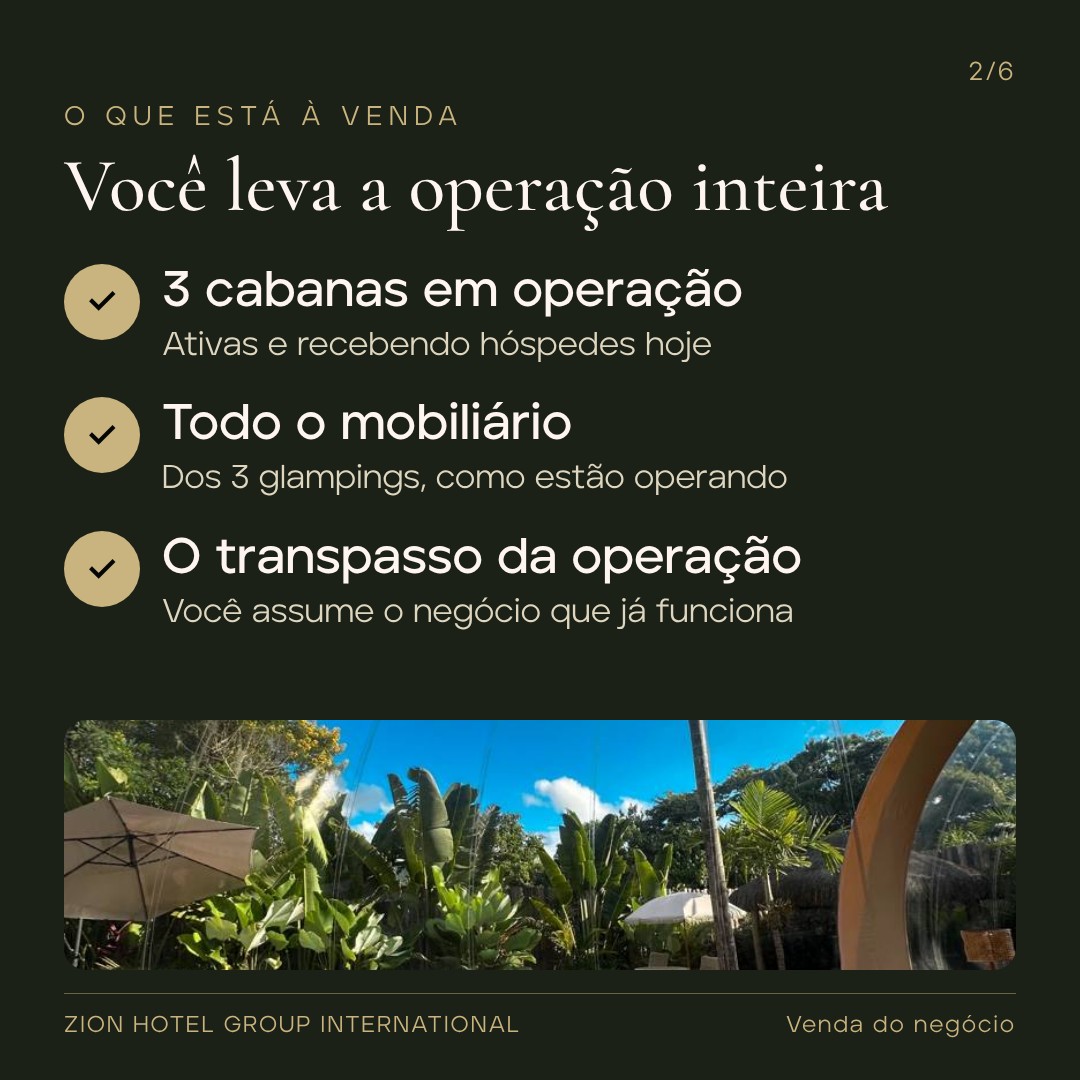 2/6
O QUE ESTÁ À VENDA
Você leva a operação inteira
3 cabanas em operação
Ativas e recebendo hóspedes hoje
Todo o mobiliário
Dos 3 glampings, como estão operando
O transpasso da operação
Você assume o negócio que já funciona
ZION HOTEL GROUP INTERNATIONAL
Venda do negócio